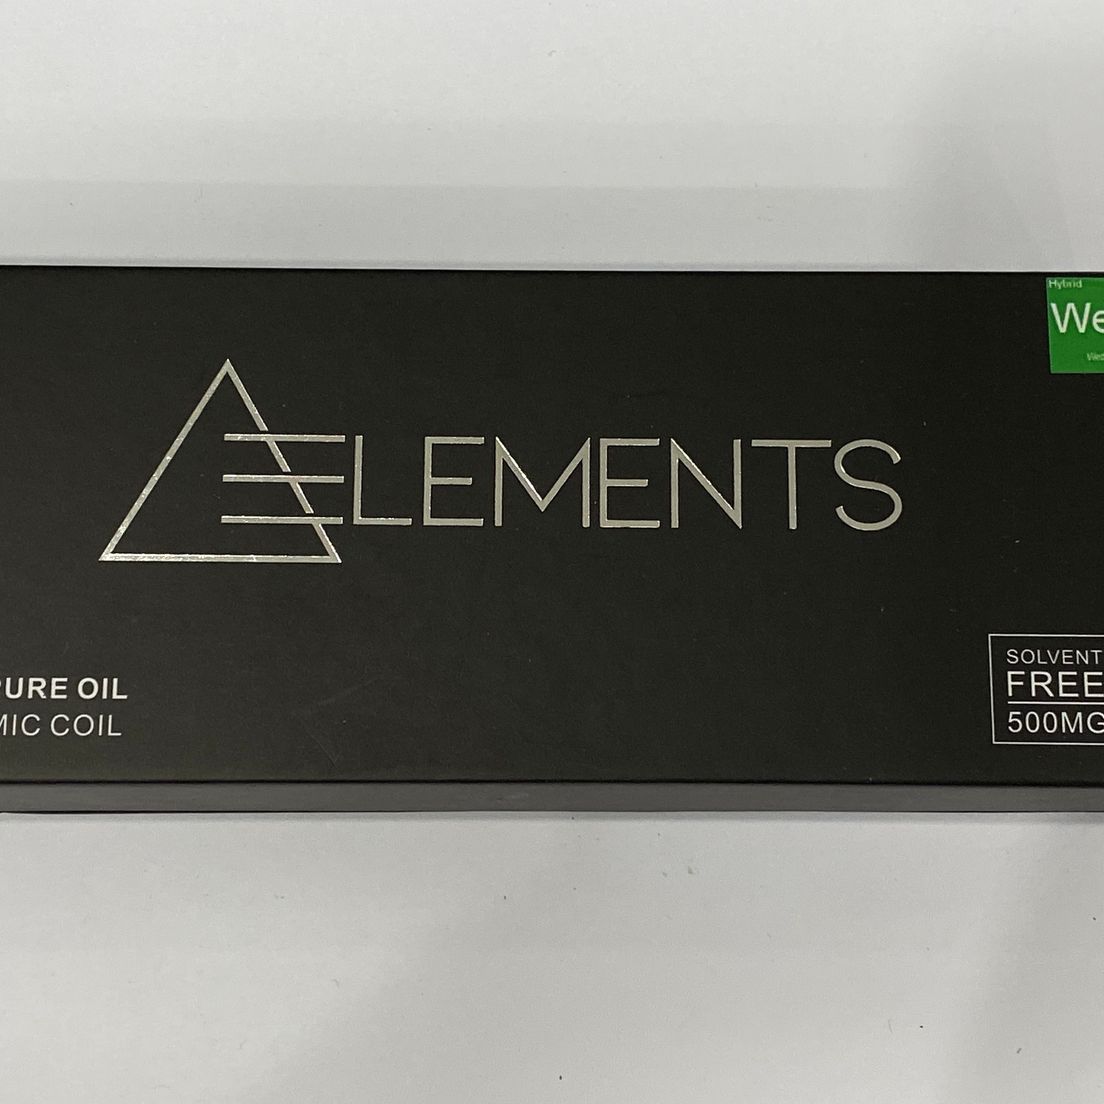 Hybrid
We
ELEMENTS
PURE OIL
MIC COIL
SOLVENT
FREE
500MG